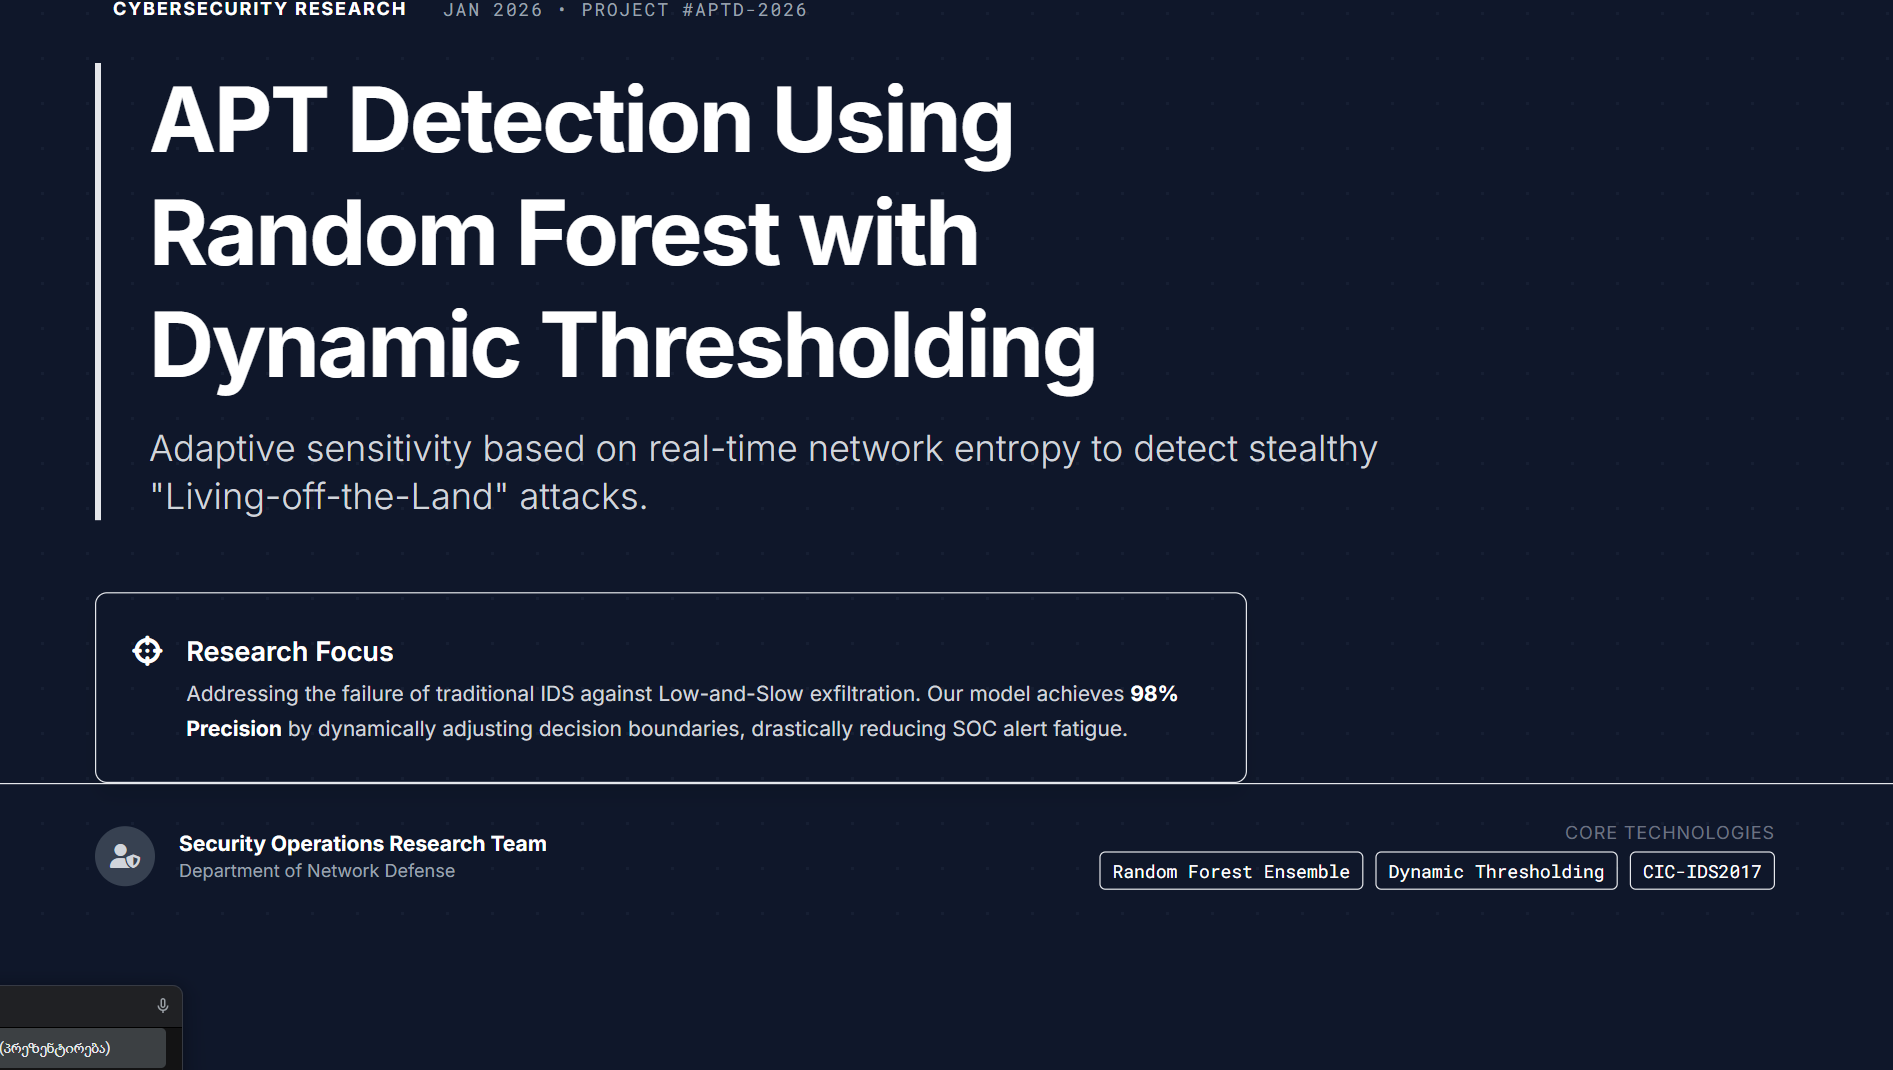 CYBERSECURITY RESEARCH JAN 2026 • PROJECT #APTD-2026
APT Detection Using
Random Forest with
Dynamic Thresholding
Adaptive sensitivity based on real-time network entropy to detect stealthy
"Living-off-the-Land" attacks.
Research Focus
Addressing the failure of traditional IDS against Low-and-Slow exfiltration. Our model achieves 98%
Precision by dynamically adjusting decision boundaries, drastically reducing SOC alert fatigue.
Security Operations Research Team
Department of Network Defense
CORE TECHNOLOGIES
Random Forest Ensemble Dynamic Thresholding CIC-IDS2017
(პრეზენტირება)